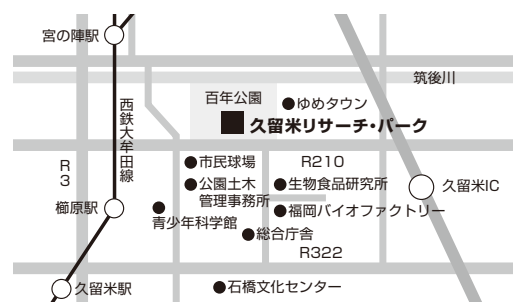 宮の陣駅
筑後川
百年公園
ゆめタウン
久留米リサーチ・パーク
西鉄大牟田線
市民球場
R210
R3
公園土木
管理事務所
生物食品研究所
久留米IC
櫛原駅
青少年科学館
福岡バイオファクトリー
総合庁舎
R322
久留米駅
石橋文化センター